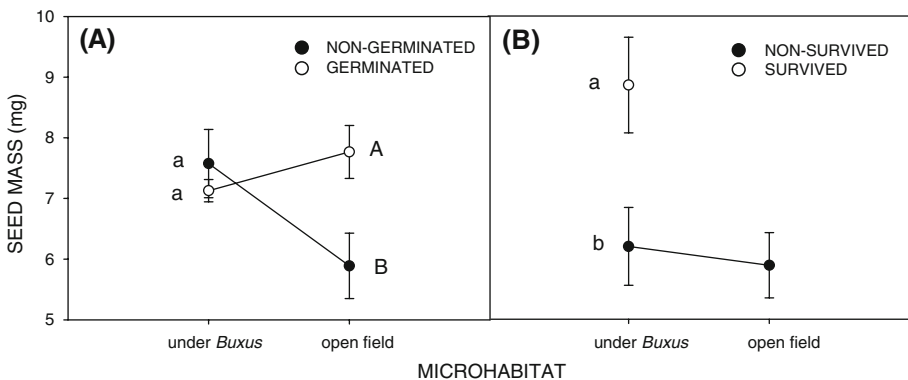 (A)
NON-GERMINATED
GERMINATED
(B)
NON-SURVIVED
SURVIVED
SEED MASS (mg)
10
9
8
7
6
5
a
a
A
B
a
b
under Buxus
open field
under Buxus
open field
MICROHABITAT